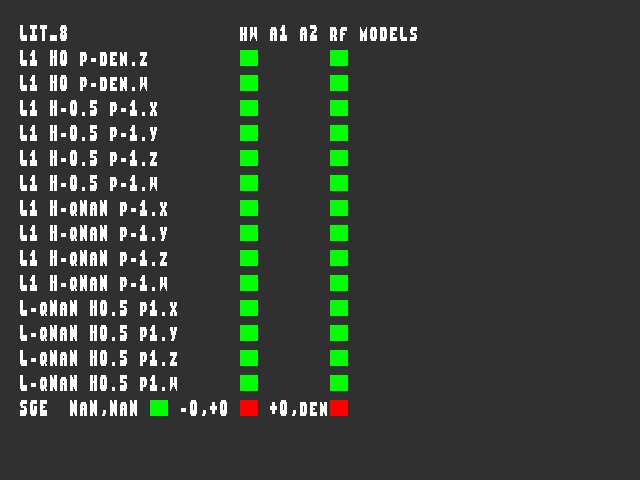 LIT_8 HW A1 A2 RF MODELS
L1 H0 P-DEN.Z
L1 H0 P-DEN.W
L1 H-0.5 P-1.X
L1 H-0.5 P-1.Y
L1 H-0.5 P-1.Z
L1 H-0.5 P-1.W
L1 H-QNAN P-1.X
L1 H-QNAN P-1.Y
L1 H-QNAN P-1.Z
L1 H-QNAN P-1.W
L-QNAN H0.5 P1.X
L-QNAN H0.5 P1.Y
L-QNAN H0.5 P1.Z
L-QNAN H0.5 P1.W
SGE NAN,NAN -0,+0 +0,DEN